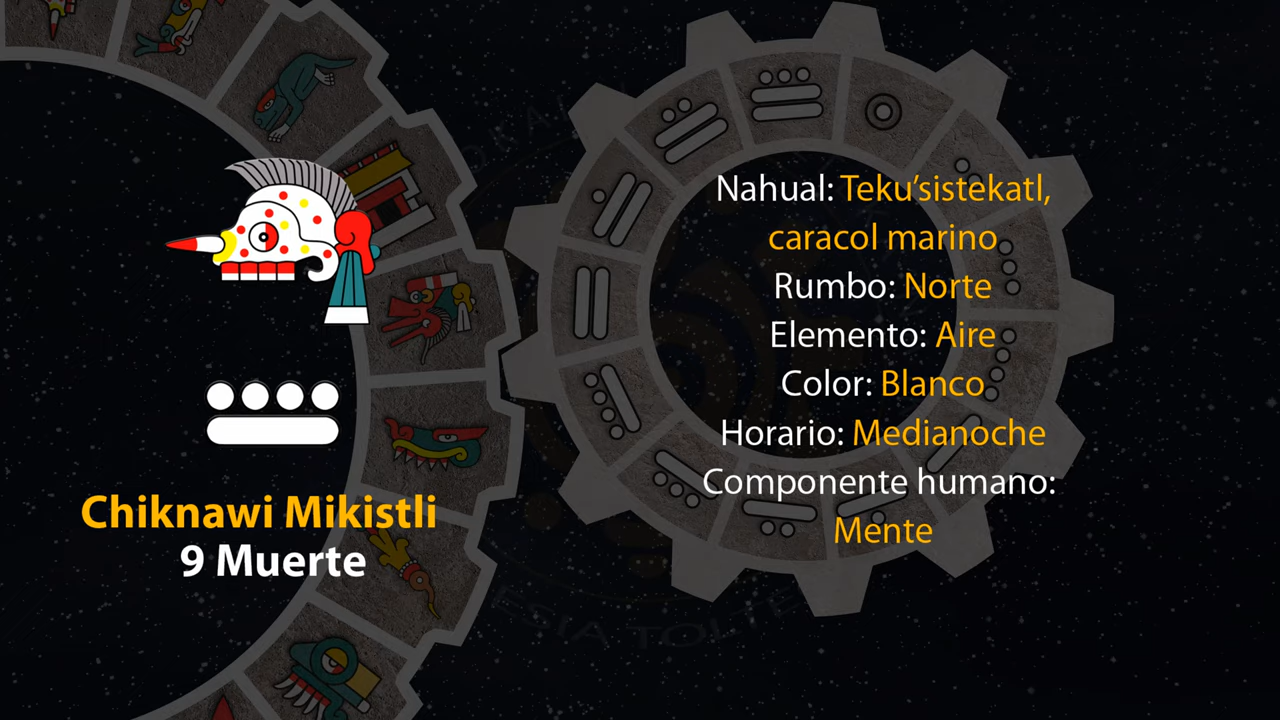 Chiknawi Mikistli
9 Muerte
Nahual: Teku’sistekatl,
caracol marino
Rumbo: Norte
Elemento: Aire
Color: Blanco
Horario: Medianoche
Componente humano:
Mente